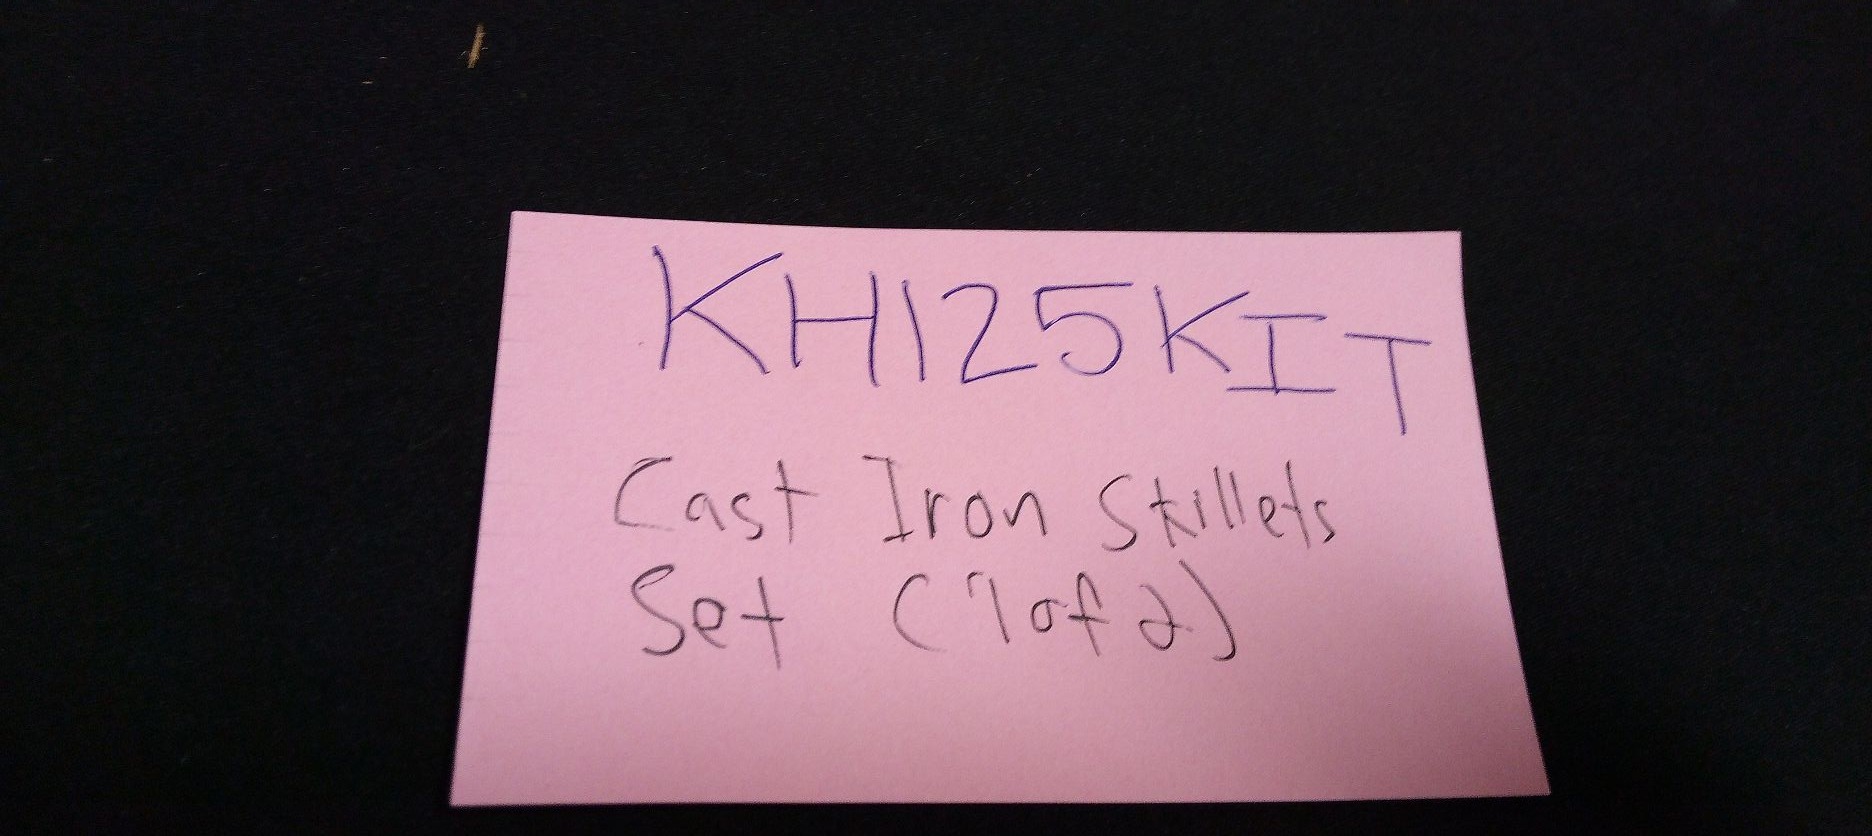 KH125KIT
Cast Iron Skillets
Set (1 of 2)